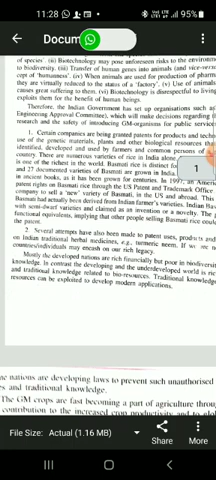 11:28
95%
Docum
of species'. (ii) Biotechnology may pose unforeseen risks to the environment
to biodiversity. (iii) Transfer of human genes into animals (and vice-versa
cept of 'humanness'. (iv) When animals are used for production of pharma
they are virtually reduced to the status of a 'factory'. (v) Use of animals
causes great suffering to them. (vi) Biotechnology is disrespectful to living
exploits them for the benefit of human beings.
Therefore, the Indian Government has set up organisations such as
Engineering Approval Committee), which will make decisions regarding th
research and the safety of introducing GM-organisms for public service
1. Certain companies are being granted patents for products and techno
use of the genetic materials, plants and other biological resources tha
identified, developed and used by farmers and common persons of a
country. There are numerous varieties of rice in India alone.
is one of the richest in the world. Basmati rice is distinct for
and 27 documented varieties of Basmati are grown in India.
in ancient books, as it has been grown for centuries. In 1997, an Ameri
patent rights on Basmati rice through the US Patent and Trademark Office
company to sell a 'new' variety of Basmati, in the US and abroad. This
Basmati had actually been derived from Indian farmer's varieties. Indian Bas
with semi-dwarf varieties and claimed as an invention or a novelty. The p
functional equivalents, implying that other people selling Basmati rice coul
the patent.
2. Several attempts have also been made to patent uses, products and
on Indian traditional herbal medicines, e.g., turmeric neem. If we are n
countries/individuals may encash on our rich legacy.
Mostly the developed nations are rich financially but poor in biodiversi
knowledge. In contrast the developing and the underdeveloped world is ric
and traditional knowledge related to bio-resources. Traditional knowledge
resources can be exploited to develop modern applications.
1
ne nations are developing laws to prevent such unauthorised
es and traditional knowledge.
The GM crops are fast becoming a part of agriculture throug
contribution to the increased crop productivity and to glo
File Size: Actual (1.16 MB)
Share
More